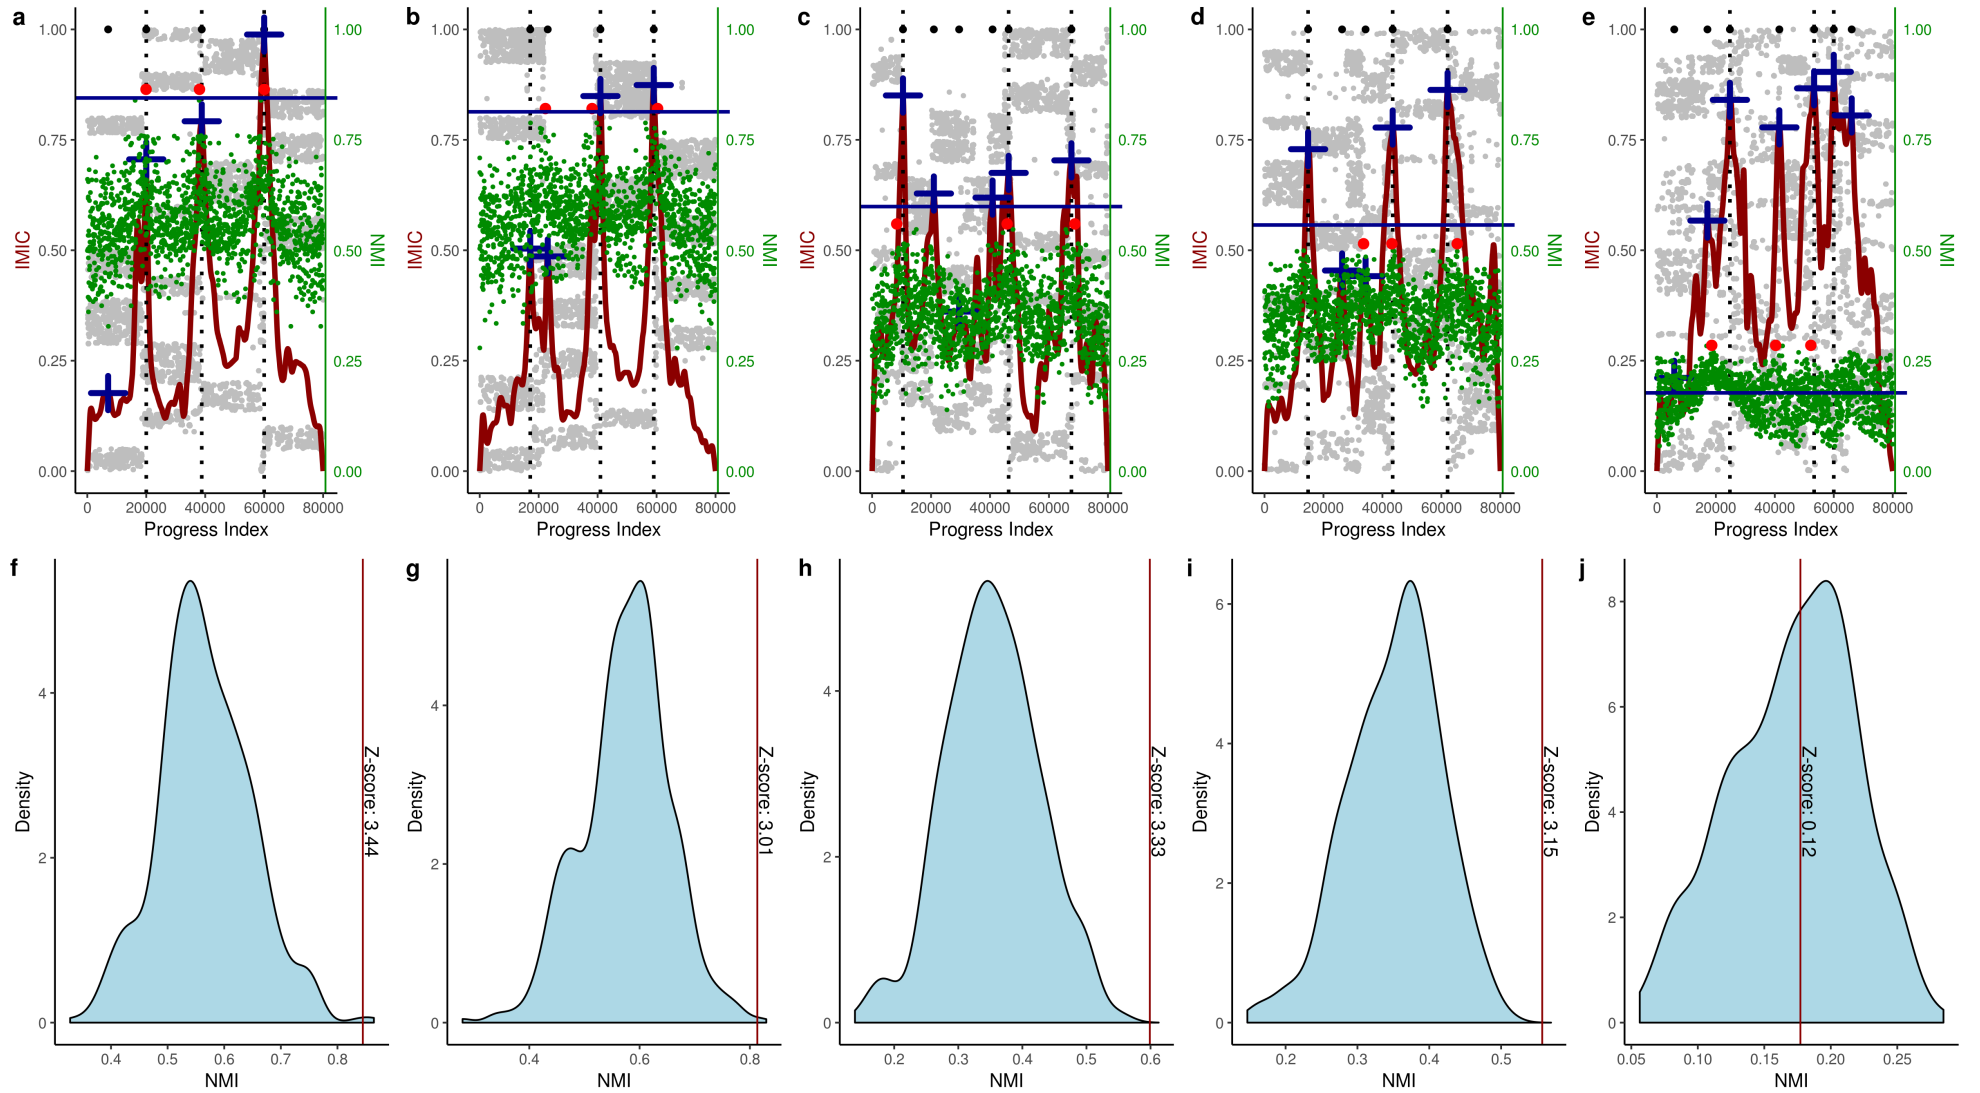 a
1.00
0.75
0.50
0.25
0.00
IMIC
1.00
0.75
0.50
0.25
0.00
NMI
0 20000 40000 60000 80000
Progress Index
b
1.00
0.75
0.50
0.25
0.00
IMIC
1.00
0.75
0.50
0.25
0.00
NMI
0 20000 40000 60000 80000
Progress Index
c
1.00
0.75
0.50
0.25
0.00
IMIC
1.00
0.75
0.50
0.25
0.00
NMI
0 20000 40000 60000 80000
Progress Index
d
1.00
0.75
0.50
0.25
0.00
IMIC
1.00
0.75
0.50
0.25
0.00
NMI
0 20000 40000 60000 80000
Progress Index
e
1.00
0.75
0.50
0.25
0.00
IMIC
1.00
0.75
0.50
0.25
0.00
NMI
0 20000 40000 60000 80000
Progress Index
f
4
2
0
Density
Z-score: 3.44
0.4 0.5 0.6 0.7 0.8
NMI
g
4
2
0
Density
Z-score: 3.01
0.4 0.6 0.8
NMI
h
4
2
0
Density
Z-score: 3.33
0.2 0.3 0.4 0.5 0.6
NMI
i
6
4
2
0
Density
Z-score: 3.15
0.2 0.3 0.4 0.5
NMI
j
8
6
4
2
0
Density
Z-score: 0.12
0.05 0.10 0.15 0.20 0.25
NMI